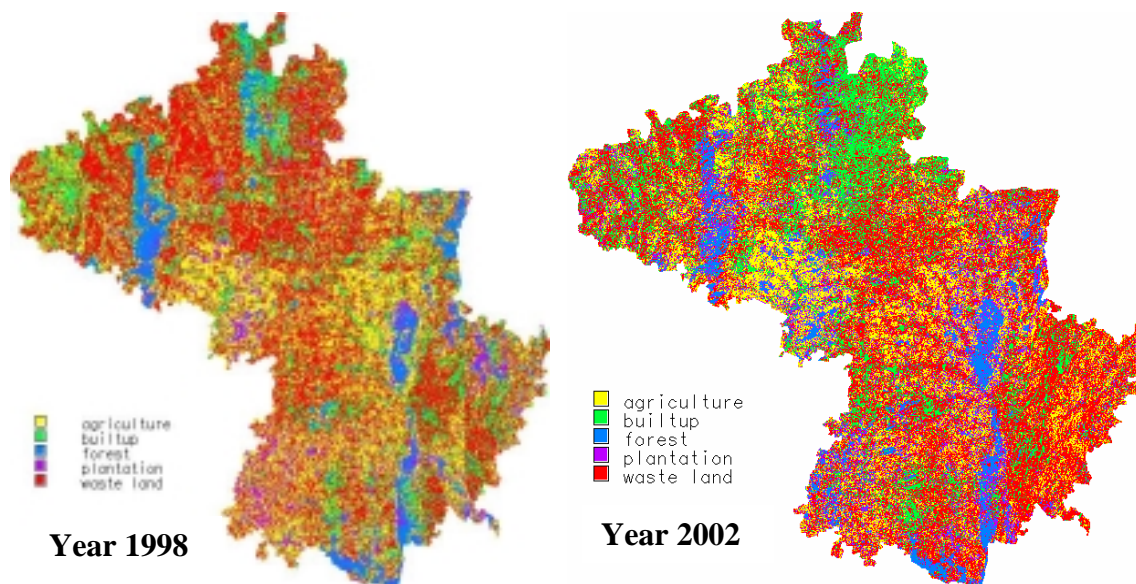 agriculture
builtup
forest
plantation
waste land
Year 1998
agriculture
builtup
forest
plantation
waste land
Year 2002